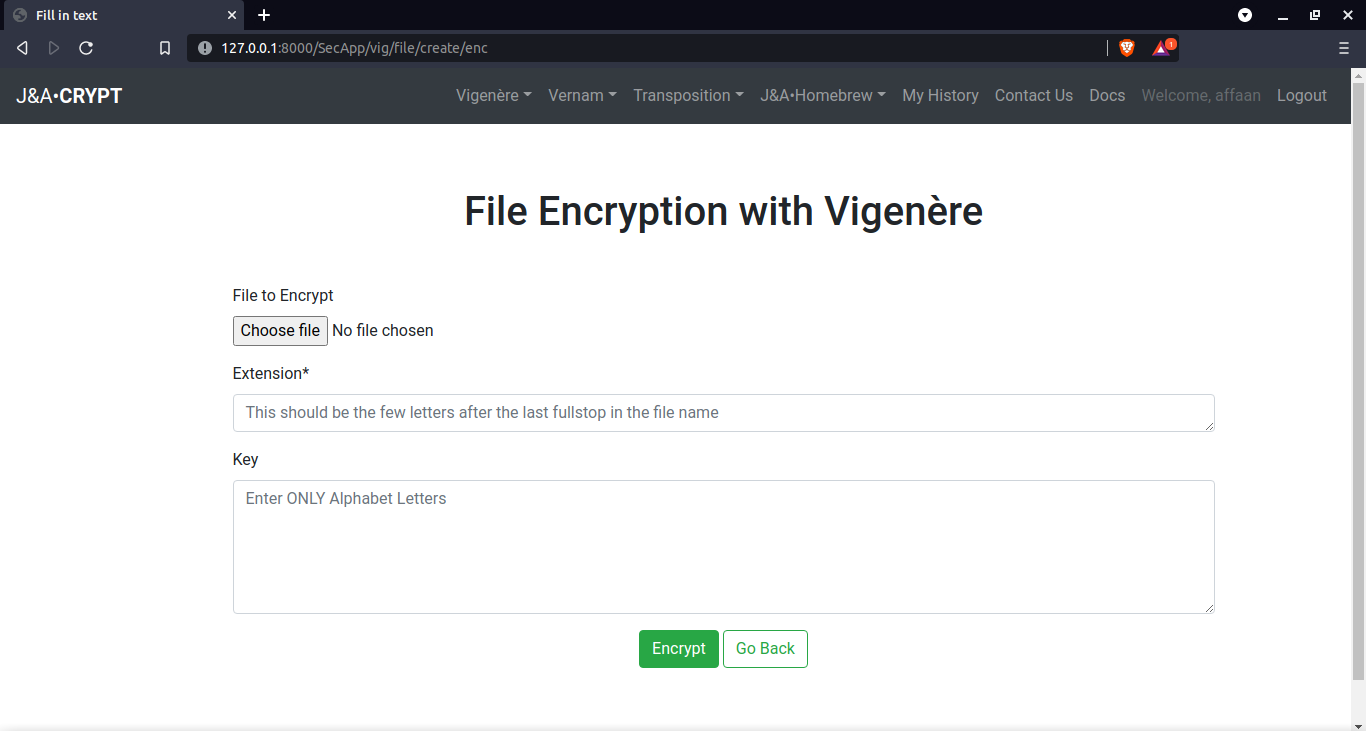 Fill in text
127.0.0.1:8000/SecApp/vig/file/create/enc
1
J&A•CRYPT Vigenère Vernam Transposition J&A•Homebrew My History Contact Us Docs Welcome, affaan Logout
File Encryption with Vigenère
File to Encrypt
Choose file No file chosen
Extension*
This should be the few letters after the last fullstop in the file name
Key
Enter ONLY Alphabet Letters
Encrypt Go Back